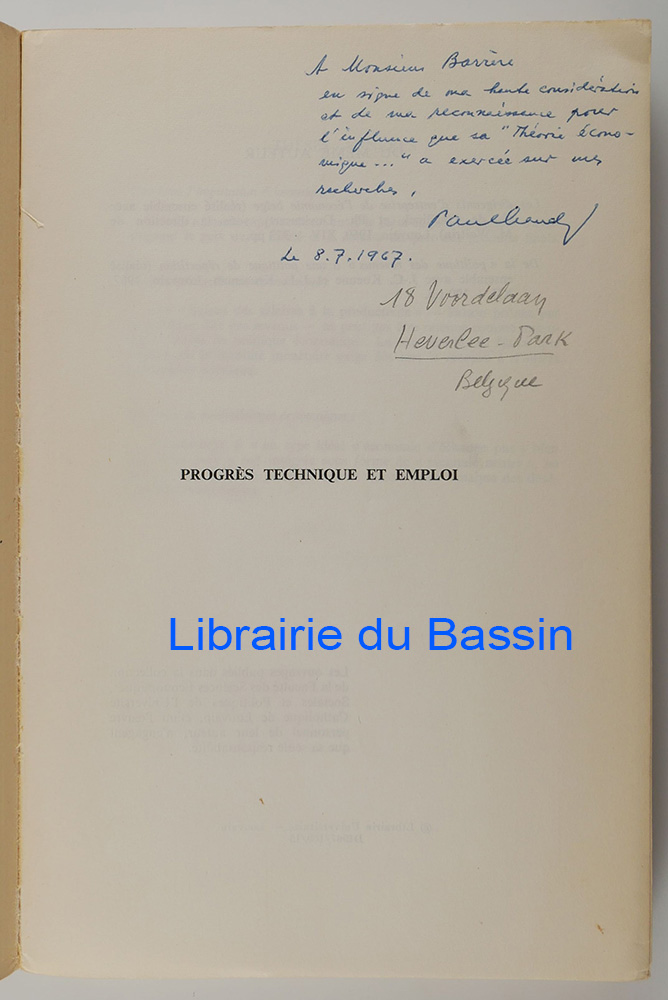 A Monsieur Barrère
en signe de ma haute considération
et de ma reconnaissance pour
l'influence que sa "Théorie écono-
mique..." a exercée sur mes
recherches,
Le 8.7.1967.
18 Voordelaan
Heverlee-Park
Belgique
PROGRÈS TECHNIQUE ET EMPLOI
Librairie du Bassin